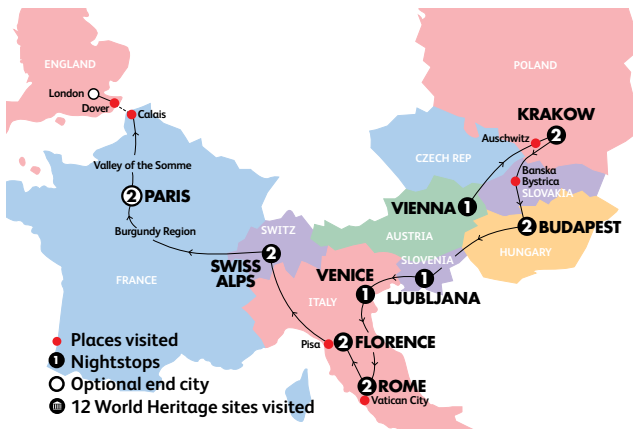 ENGLAND
POLAND
London
Dover
Calais
KRAKOW
2
Auschwitz
CZECH REP
Banska
Bystrica
SLOVAKIA
Valley of the Somme
2 PARIS
VIENNA 1
2 BUDAPEST
Burgundy Region
SWITZ
AUSTRIA
HUNGARY
SLOVENIA
SWISS
ALPS
2
VENICE
1
1
LJUBLJANA
FRANCE
ITALY
Pisa
2 FLORENCE
2 ROME
Vatican City
Places visited
1 Nightstops
Optional end city
12 World Heritage sites visited